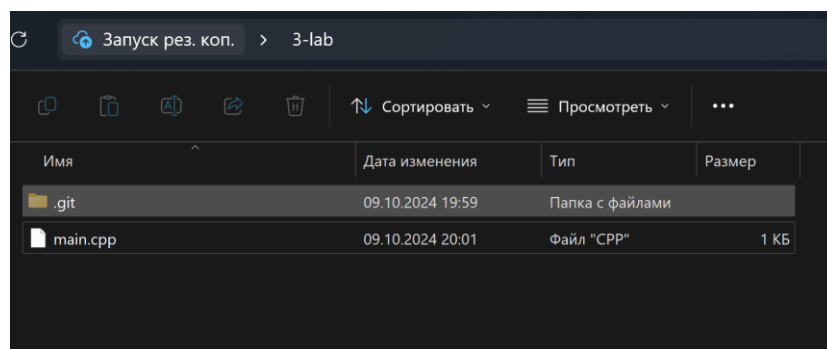 Запуск рез. коп. > 3-lab
Сортировать Просмотреть
Имя Дата изменения Тип Размер
.git 09.10.2024 19:59 Папка с файлами
main.cpp 09.10.2024 20:01 Файл "CPP" 1 КБ